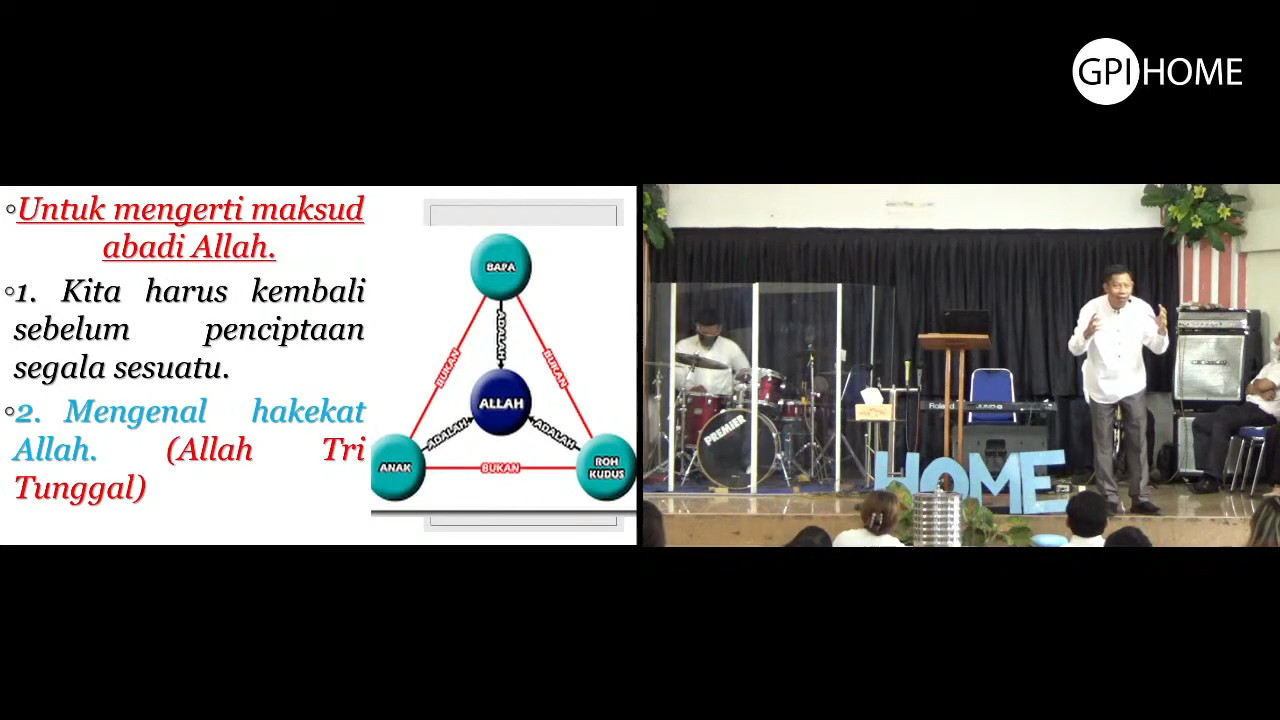 GPI HOME
Untuk mengerti maksud
abadi Allah.
1. Kita harus kembali
sebelum penciptaan
segala sesuatu.
2. Mengenal hakekat
Allah. (Allah Tri
Tunggal)
BAPA
ADALAH
BUKAN
BUKAN
ALLAH
ADALAH
ADALAH
ANAK
BUKAN
ROH
KUDUS
PREMIER
Roland
JUNO-G
HOME